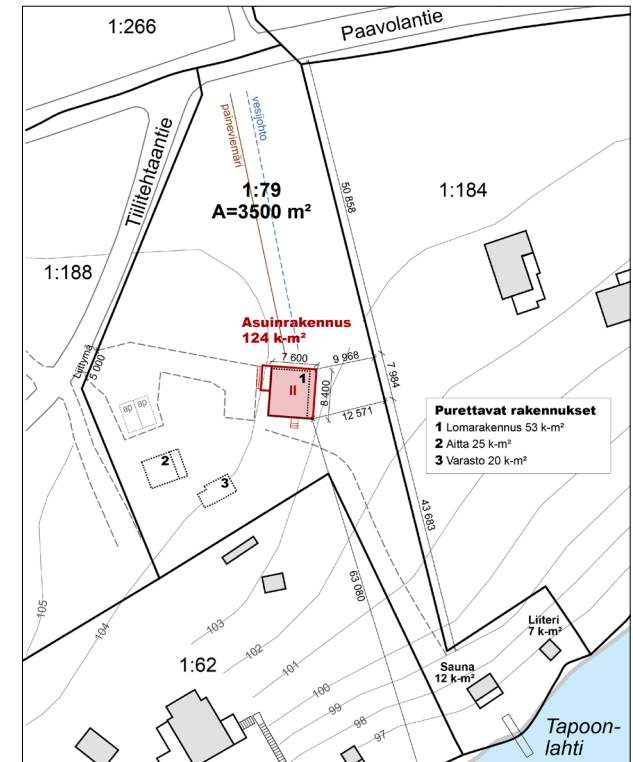 1:266
Paavolantie
Tiilitehtaantie
paineviemäri
vesijohto
1:79
A=3500 m²
50 858
1:184
1:188
Asuinrakennus
124 k-m²
Liittymä
5 000
7 600
9 968
7 984
1
II
8 400
12 571
ap
ap
Purettavat rakennukset
1 Lomarakennus 53 k-m²
2 Aitta 25 k-m²
3 Varasto 20 k-m²
2
3
43 683
63 080
105
104
103
102
101
100
99
98
97
1:62
Liiteri
7 k-m²
Sauna
12 k-m²
Tapoon-
lahti